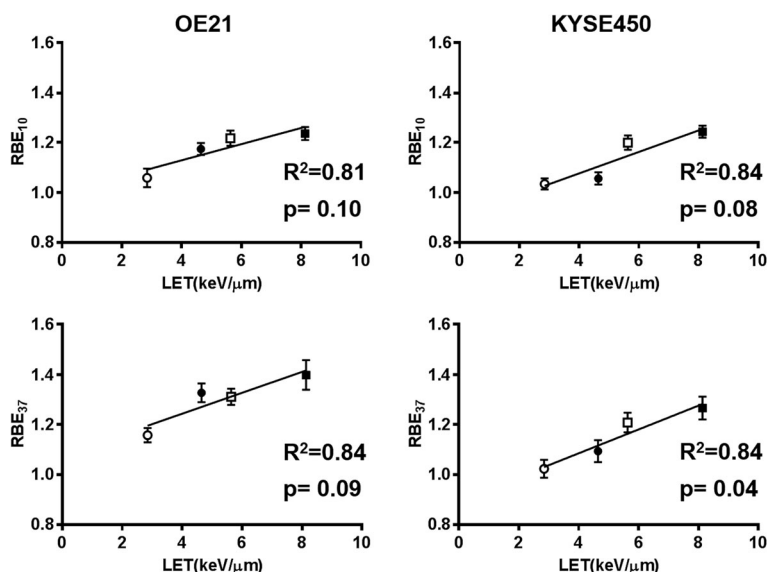 OE21
KYSE450
1.6
1.4
1.2
1.0
0.8
RBE10
0 2 4 6 8 10
LET(keV/μm)
R²=0.81
p= 0.10
1.6
1.4
1.2
1.0
0.8
RBE10
0 2 4 6 8 10
LET(keV/μm)
R²=0.84
p= 0.08
1.6
1.4
1.2
1.0
0.8
RBE37
0 2 4 6 8 10
LET(keV/μm)
R²=0.84
p= 0.09
1.6
1.4
1.2
1.0
0.8
RBE37
0 2 4 6 8 10
LET(keV/μm)
R²=0.84
p= 0.04